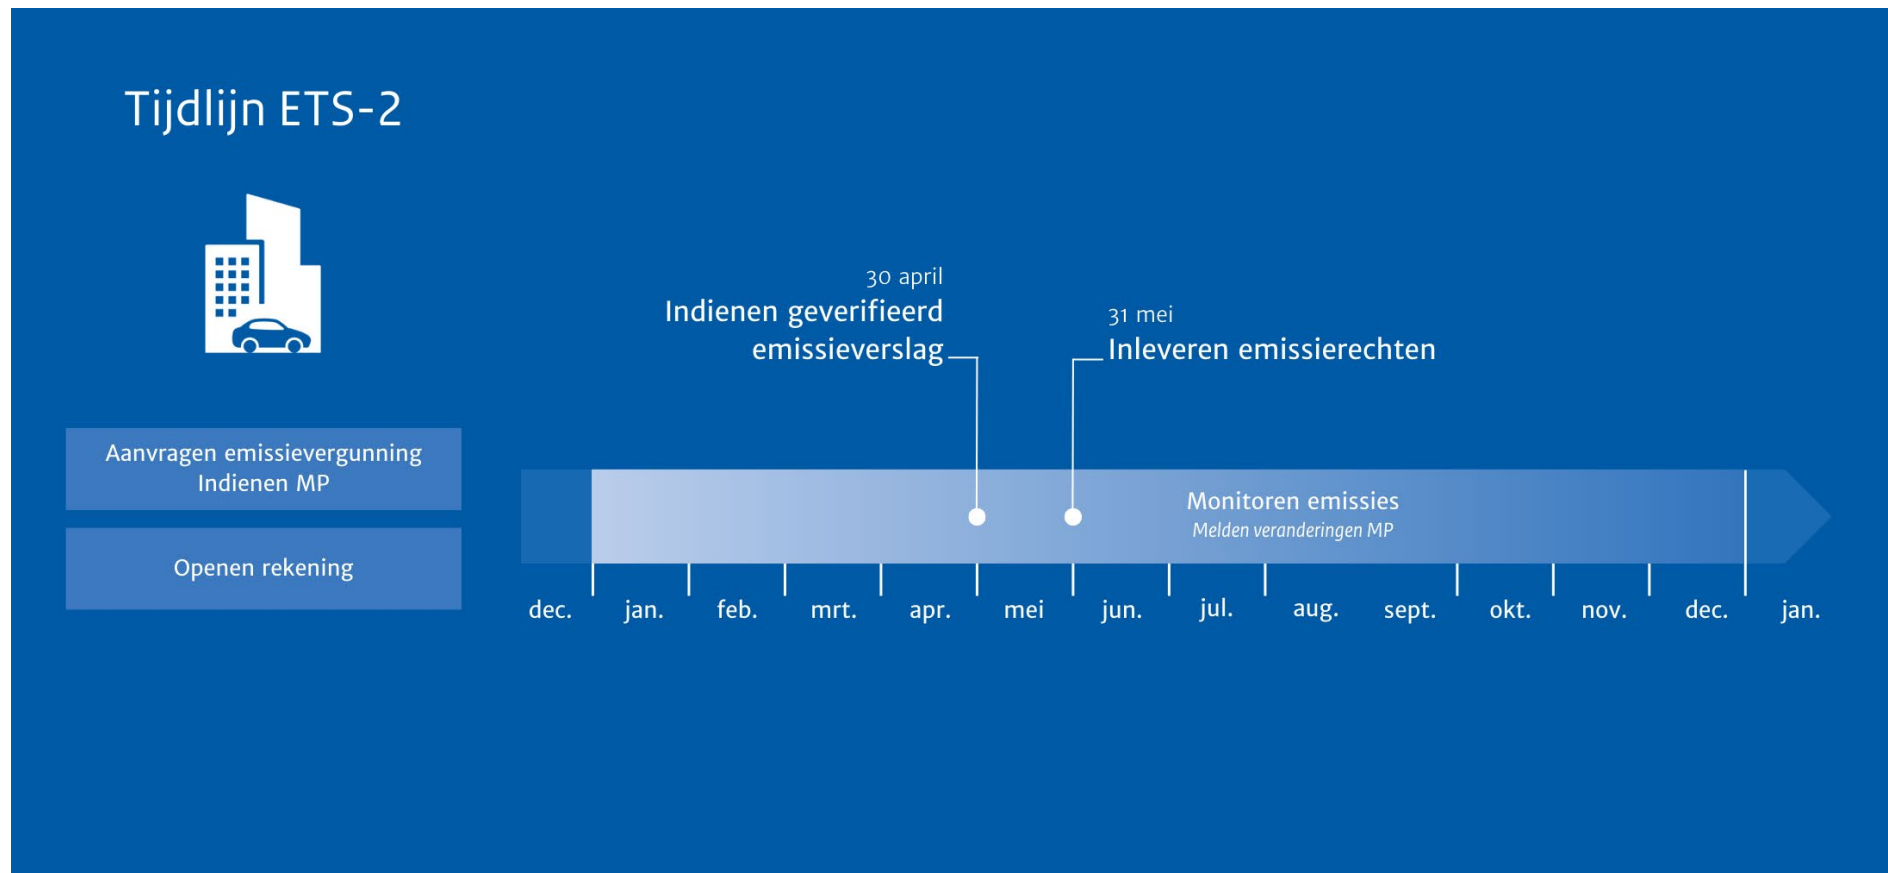 Tijdlijn ETS-2
30 april
Indienen geverifieerd
emissieverslag
31 mei
Inleveren emissierechten
Aanvragen emissievergunning
Indienen MP
Openen rekening
Monitoren emissies
Melden veranderingen MP
dec. jan. feb. mrt. apr. mei jun. jul. aug. sept. okt. nov. dec. jan.